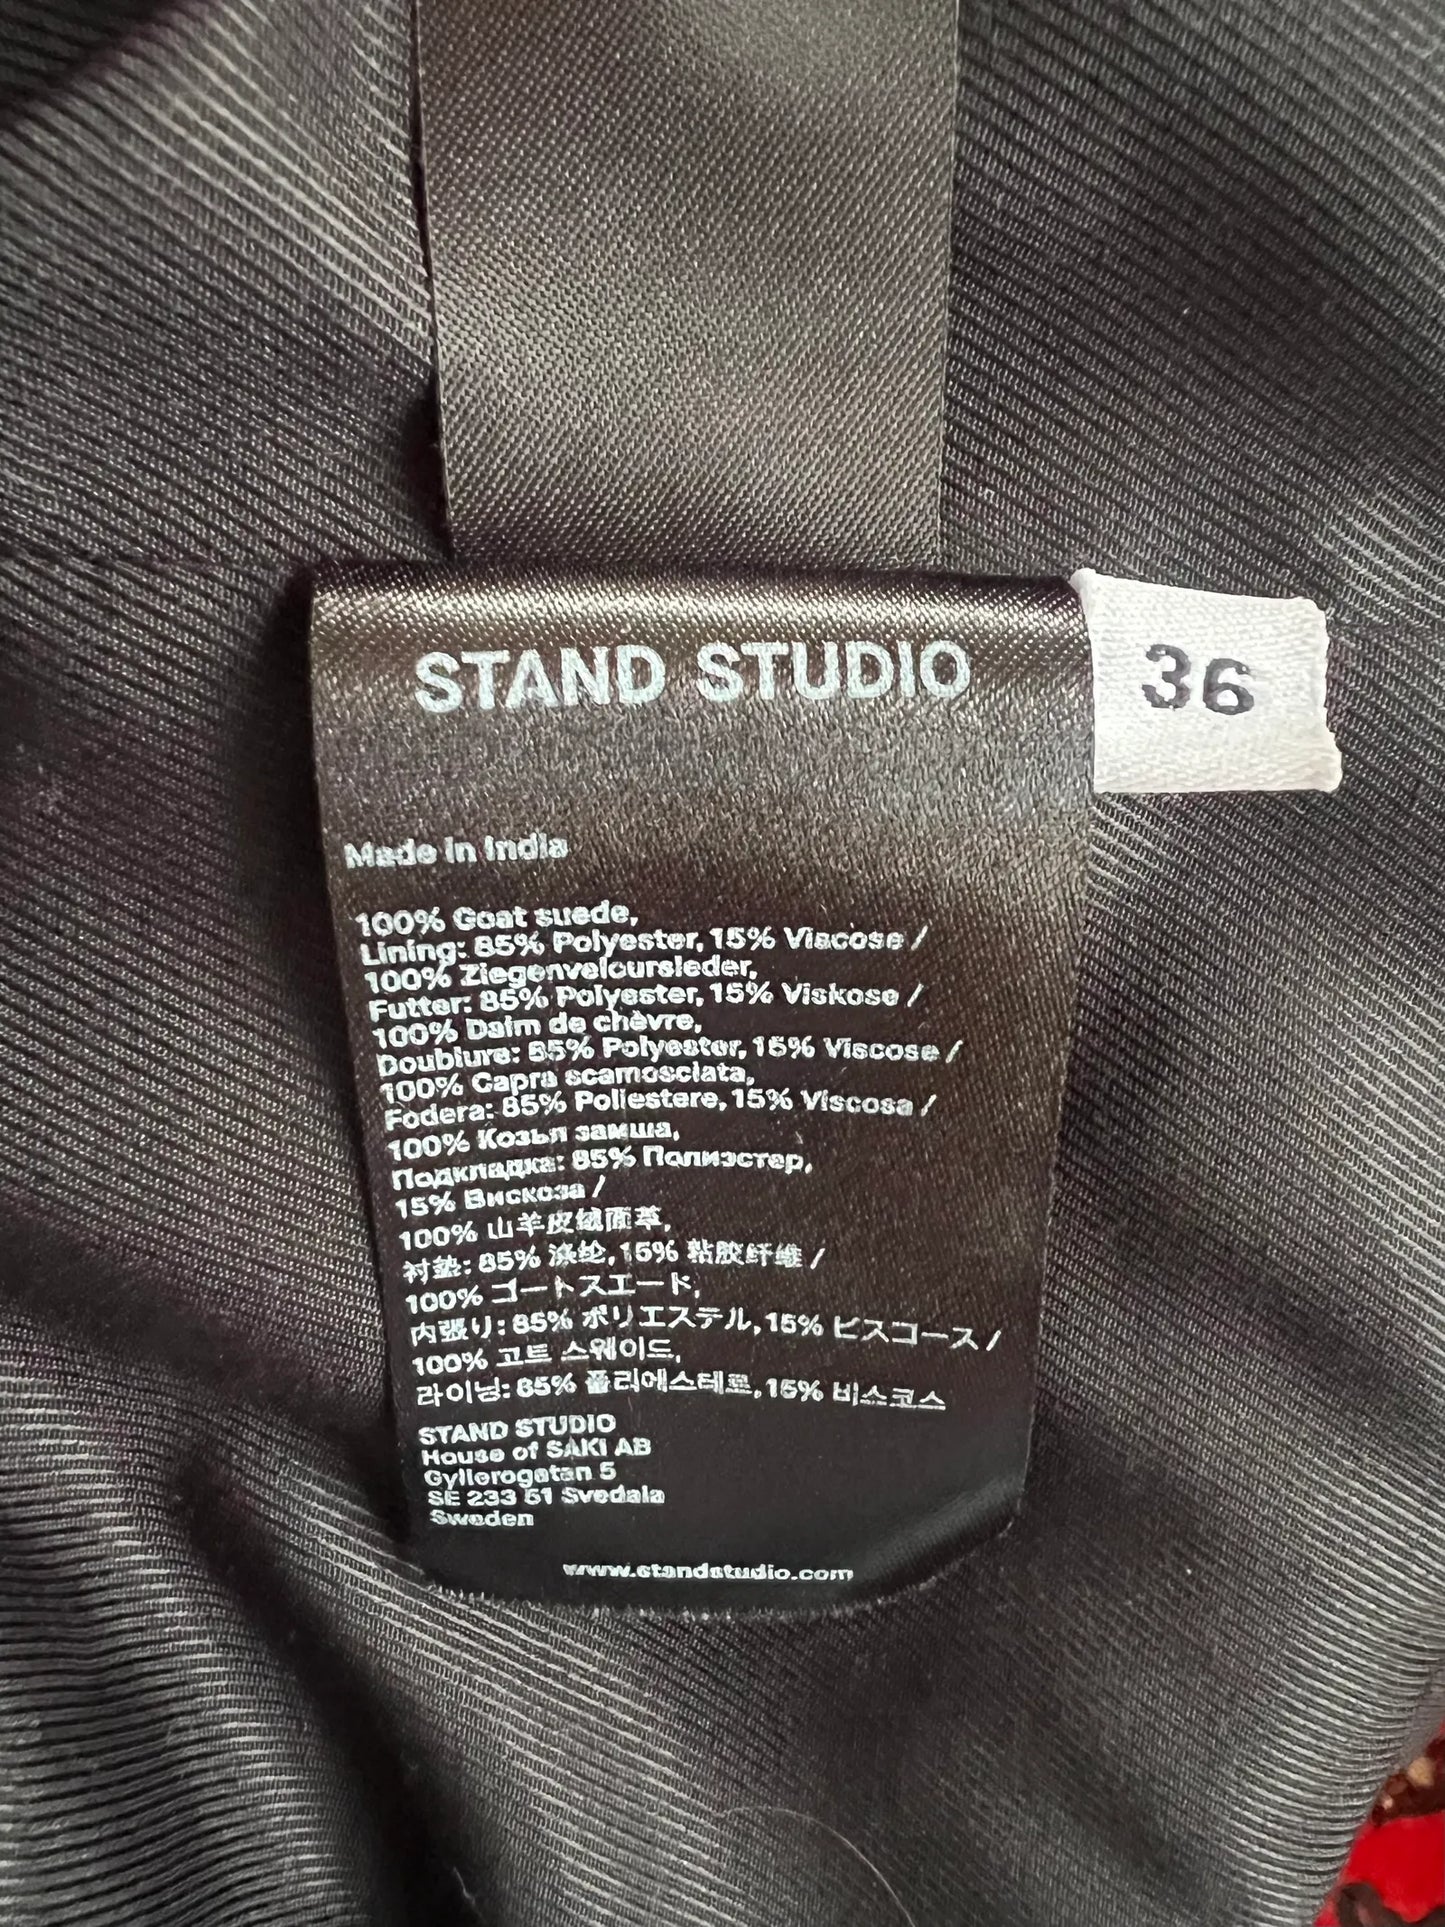 STAND STUDIO
36
Made in India
100% Goat suede,
Lining: 85% Polyester, 15% Viscose /
100% Ziegenveloursleder,
Futter: 85% Polyester, 15% Viskose /
100% Daim de chèvre,
Doublure: 85% Polyester, 15% Viscose /
100% Capra scamosciata,
Fodera: 85% Poliestere, 15% Viscosa /
100% Козья замша,
Подкладка: 85% Полиэстер,
15% Вискоза /
100% 山羊皮绒面革,
衬垫: 85% 涤纶, 15% 粘胶纤维 /
100% ゴートスエード,
内張り: 85% ポリエステル, 15% ビスコース /
100% 고트 스웨이드,
라이닝: 85% 폴리에스테르, 15% 비스코스
STAND STUDIO
House of SAKI AB
Gyllerogatan 5
SE 233 51 Svedala
Sweden
www.standstudio.com